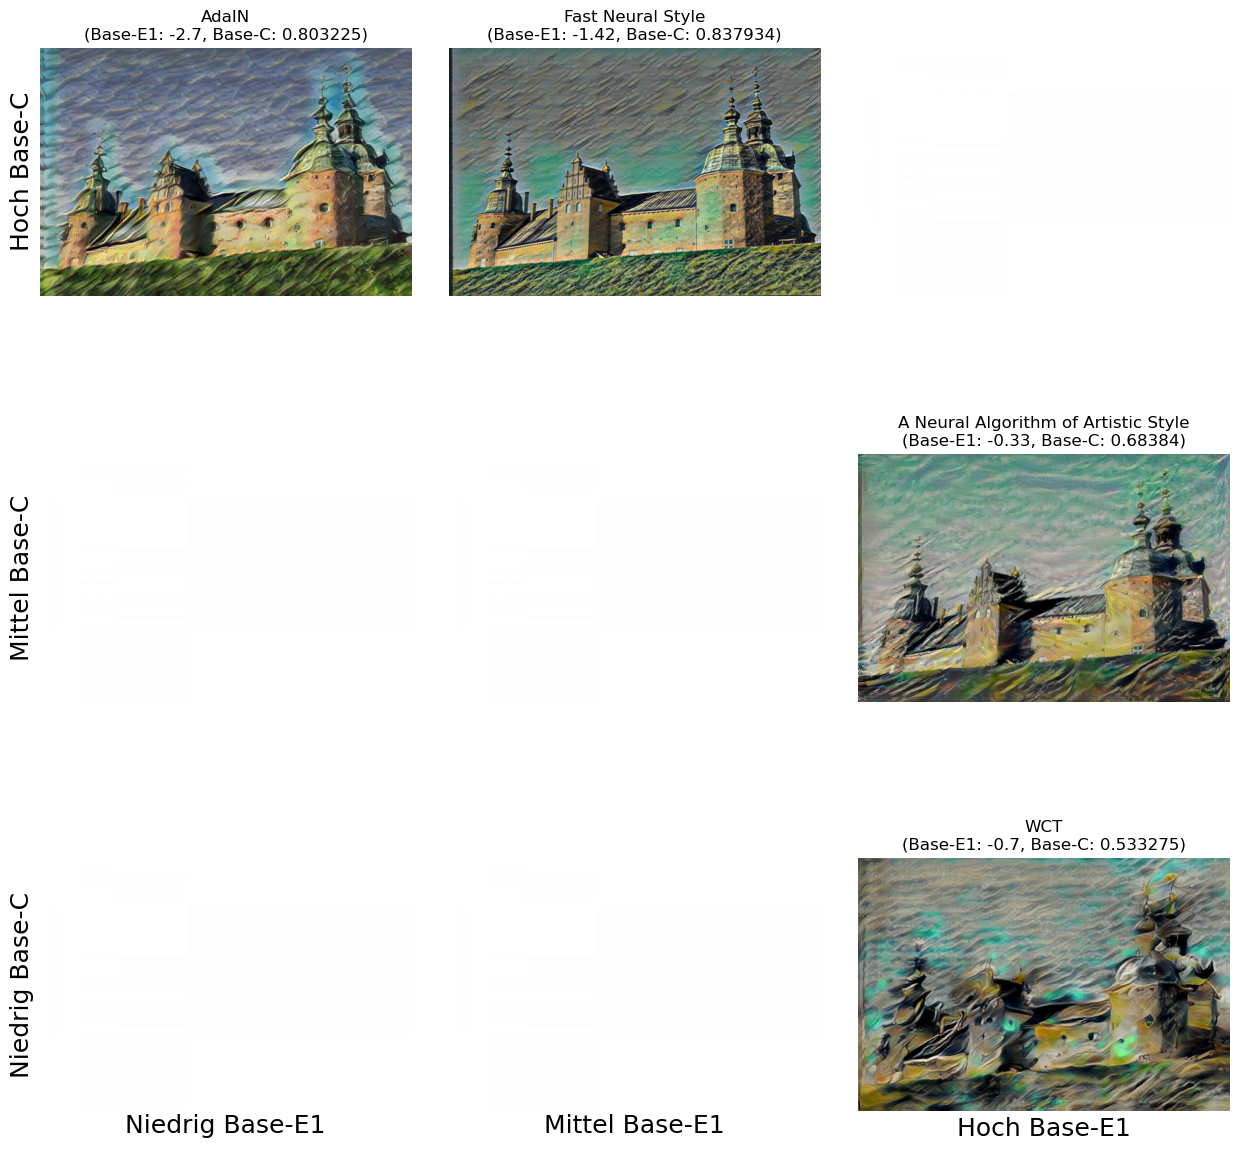 AdaIN
(Base-E1: -2.7, Base-C: 0.803225)
Fast Neural Style
(Base-E1: -1.42, Base-C: 0.837934)
Hoch Base-C
A Neural Algorithm of Artistic Style
(Base-E1: -0.33, Base-C: 0.68384)
Mittel Base-C
WCT
(Base-E1: -0.7, Base-C: 0.533275)
Niedrig Base-C
Niedrig Base-E1
Mittel Base-E1
Hoch Base-E1